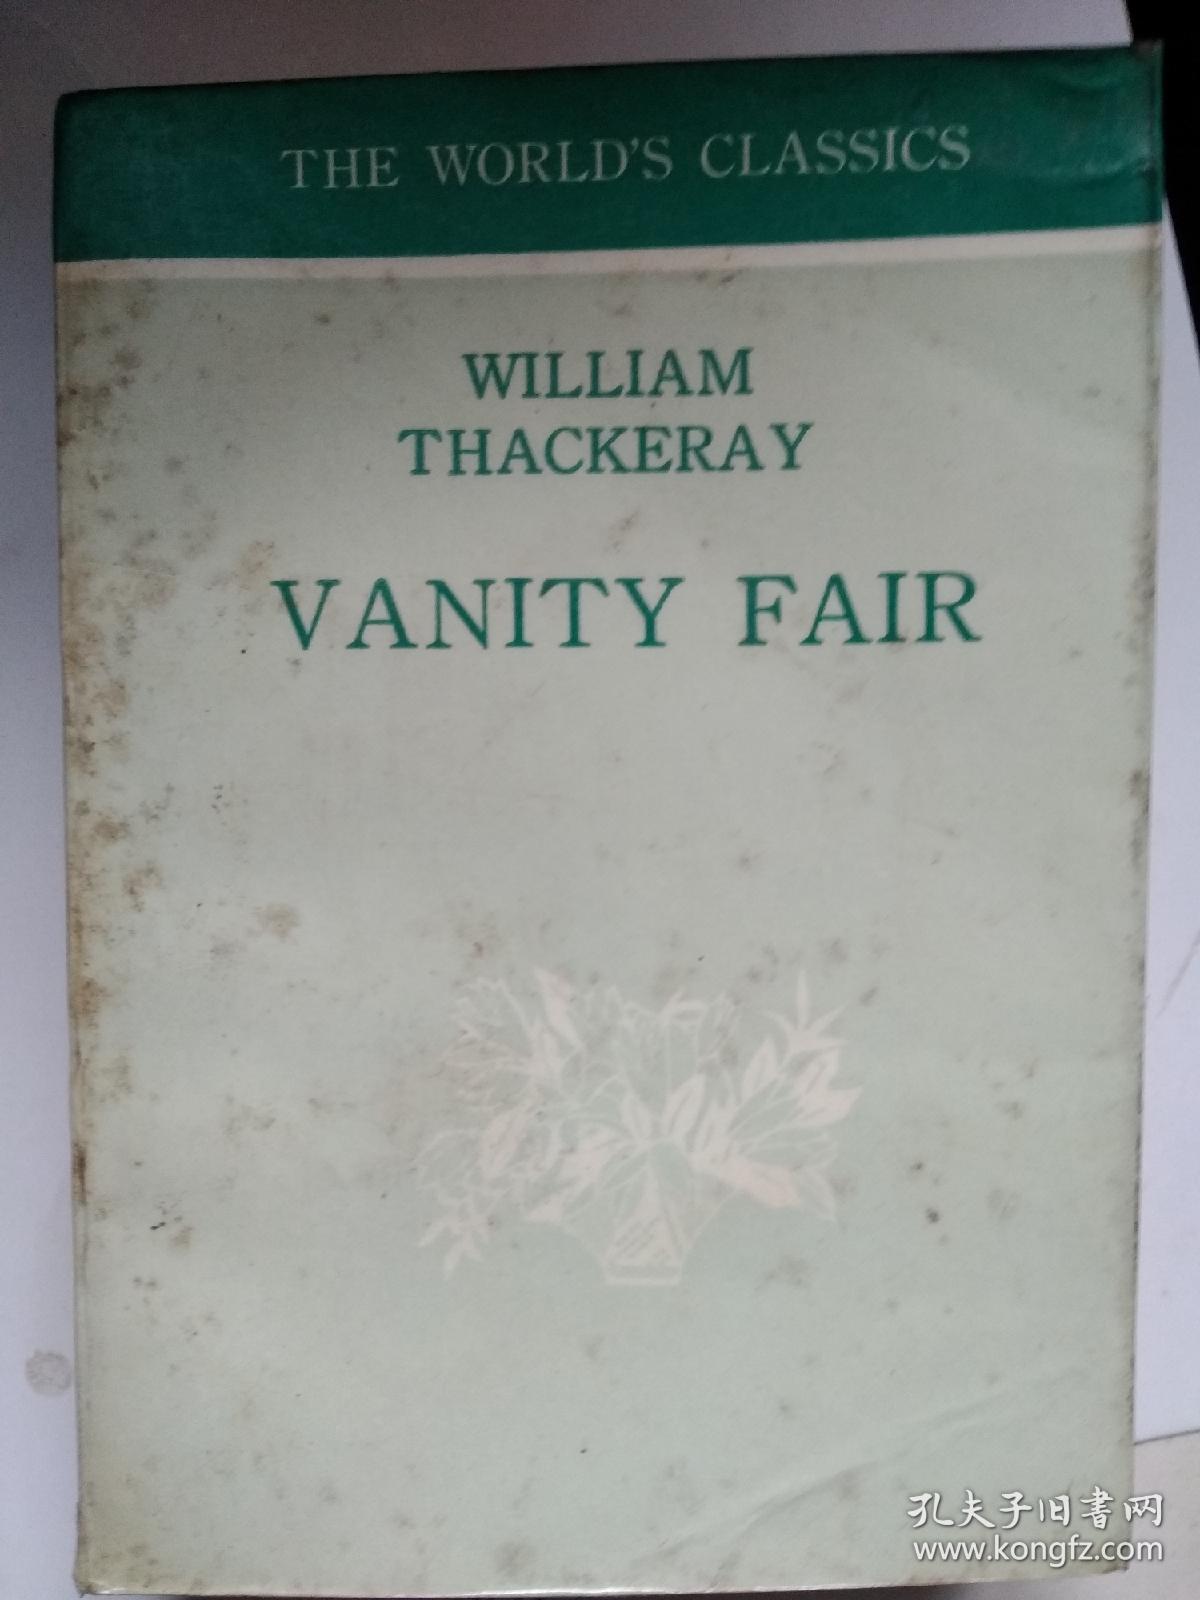 THE WORLD'S CLASSICS
WILLIAM
THACKERAY
VANITY FAIR
孔夫子旧书网
www.kongfz.com